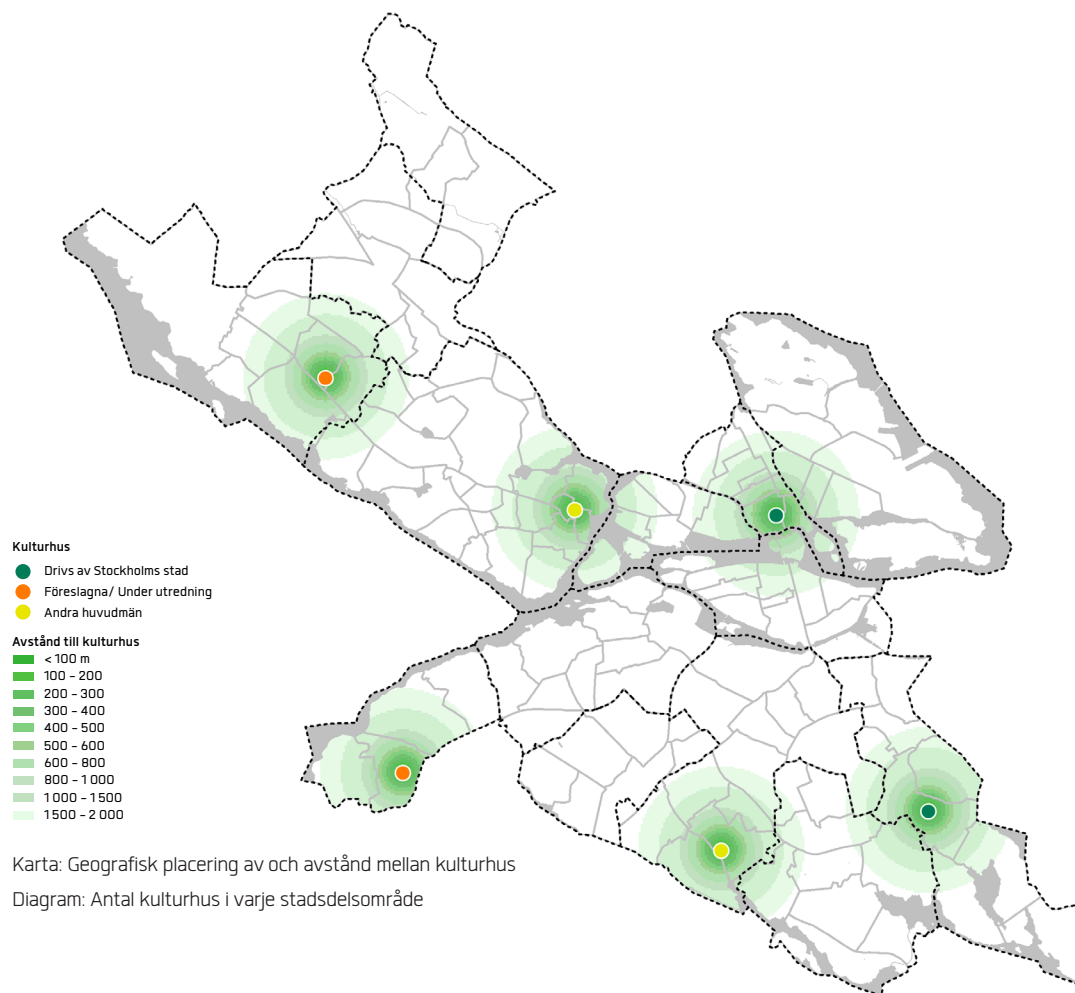 Kulturhus
Drivs av Stockholms stad
Föreslagna/ Under utredning
Andra huvudmän
Avstånd till kulturhus
< 100 m
100 – 200
200 – 300
300 – 400
400 – 500
500 – 600
600 – 800
800 – 1 000
1 000 – 1 500
1 500 – 2 000
Karta: Geografisk placering av och avstånd mellan kulturhus
Diagram: Antal kulturhus i varje stadsdelsområde